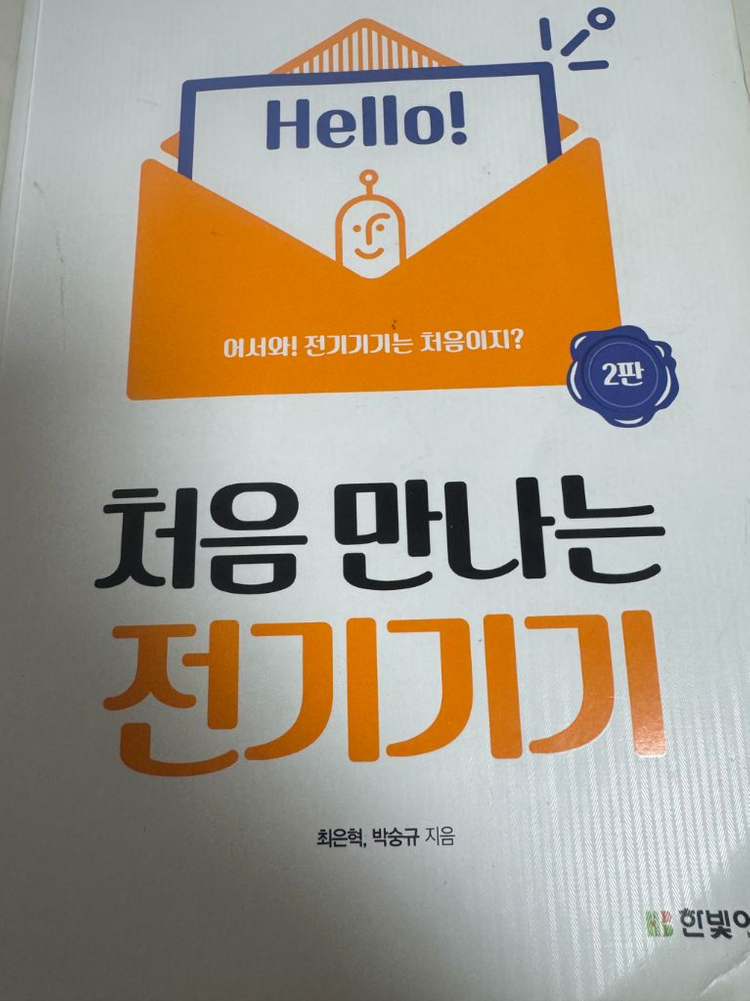 Hello!
어서와! 전기기기는 처음이지?
2판
처음 만나는
전기기기
최은혁, 박숭규 지음
한빛